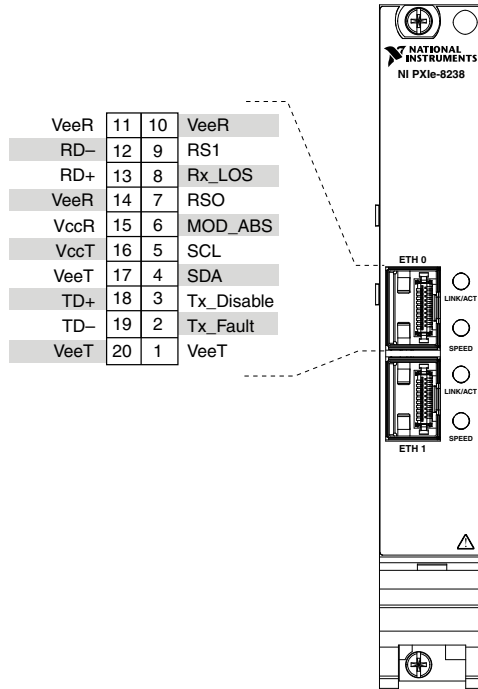 NATIONAL
INSTRUMENTS
NI PXIe-8238
VeeR 11 10 VeeR
RD– 12 9 RS1
RD+ 13 8 Rx_LOS
VeeR 14 7 RSO
VccR 15 6 MOD_ABS
VccT 16 5 SCL
VeeT 17 4 SDA
TD+ 18 3 Tx_Disable
TD– 19 2 Tx_Fault
VeeT 20 1 VeeT
ETH 0
LINK/ACT
SPEED
LINK/ACT
SPEED
ETH 1